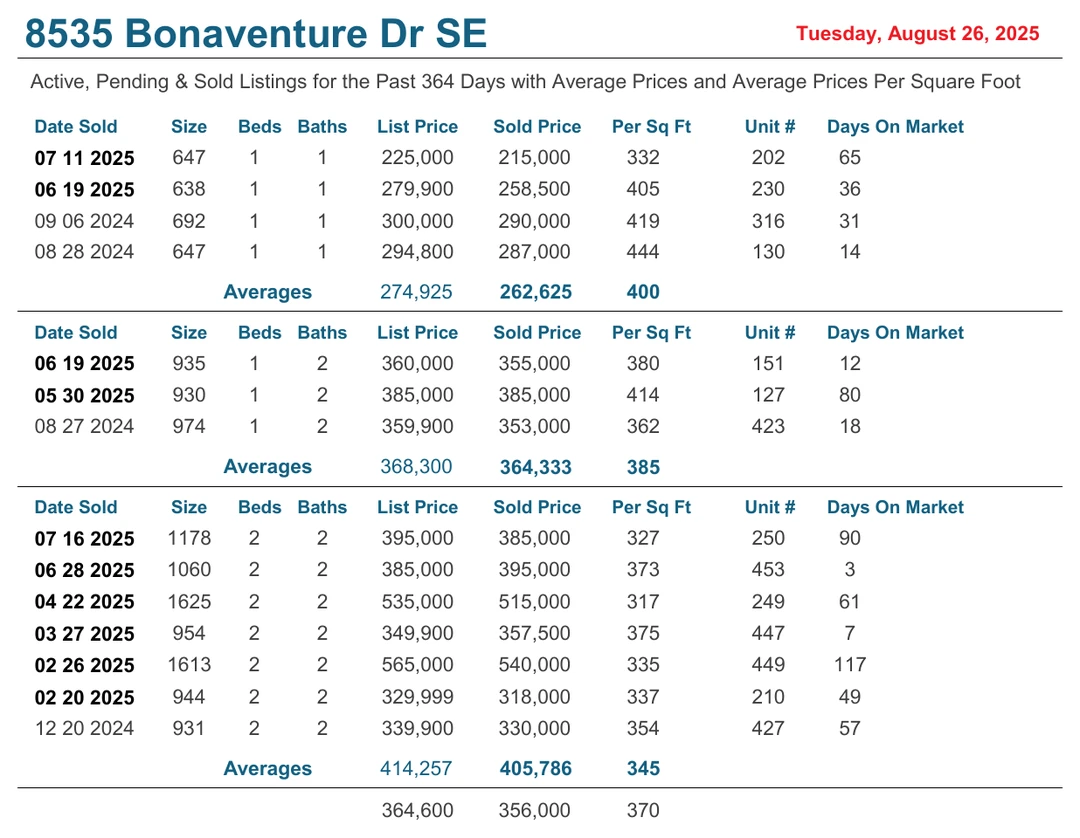 8535 Bonaventure Dr SE
Tuesday, August 26, 2025
Active, Pending & Sold Listings for the Past 364 Days with Average Prices and Average Prices Per Square Foot
Date Sold Size Beds Baths List Price Sold Price Per Sq Ft Unit # Days On Market
07 11 2025 647 1 1 225,000 215,000 332 202 65
06 19 2025 638 1 1 279,900 258,500 405 230 36
09 06 2024 692 1 1 300,000 290,000 419 316 31
08 28 2024 647 1 1 294,800 287,000 444 130 14
Averages 274,925 262,625 400
Date Sold Size Beds Baths List Price Sold Price Per Sq Ft Unit # Days On Market
06 19 2025 935 1 2 360,000 355,000 380 151 12
05 30 2025 930 1 2 385,000 385,000 414 127 80
08 27 2024 974 1 2 359,900 353,000 362 423 18
Averages 368,300 364,333 385
Date Sold Size Beds Baths List Price Sold Price Per Sq Ft Unit # Days On Market
07 16 2025 1178 2 2 395,000 385,000 327 250 90
06 28 2025 1060 2 2 385,000 395,000 373 453 3
04 22 2025 1625 2 2 535,000 515,000 317 249 61
03 27 2025 954 2 2 349,900 357,500 375 447 7
02 26 2025 1613 2 2 565,000 540,000 335 449 117
02 20 2025 944 2 2 329,999 318,000 337 210 49
12 20 2024 931 2 2 339,900 330,000 354 427 57
Averages 414,257 405,786 345
364,600 356,000 370